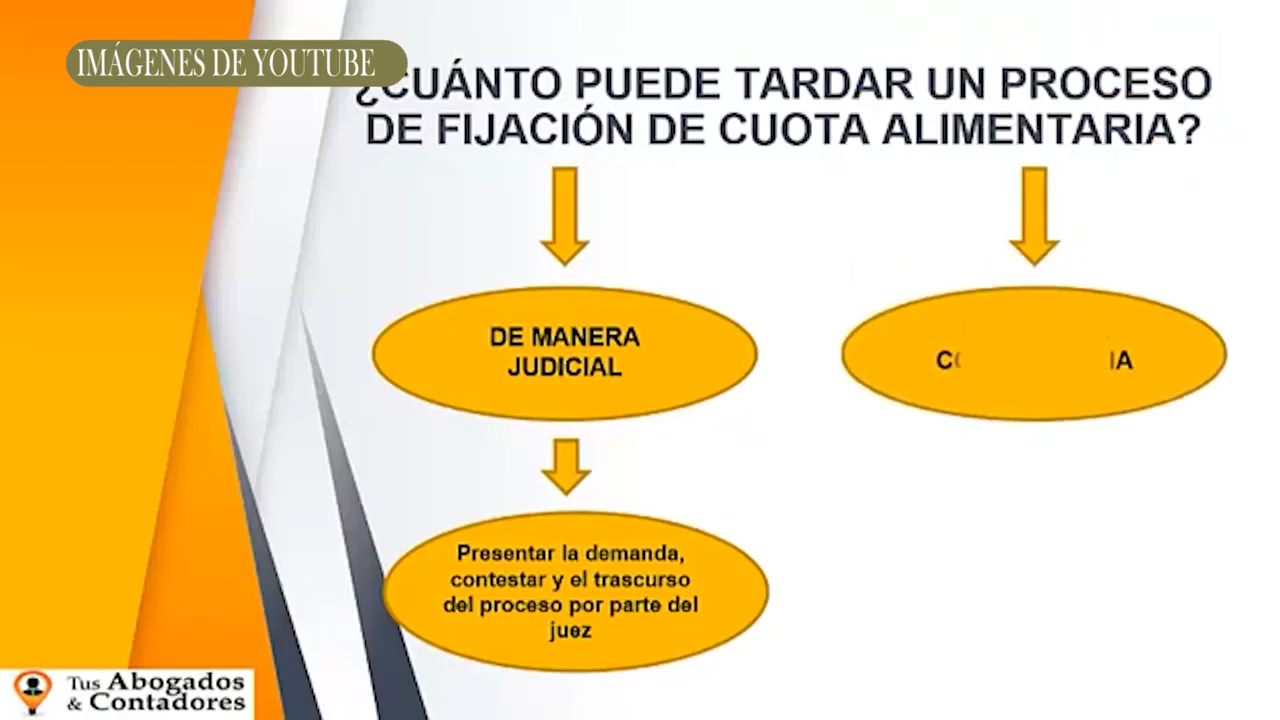 IMÁGENES DE YOUTUBE
¿CUÁNTO PUEDE TARDAR UN PROCESO
DE FIJACIÓN DE CUOTA ALIMENTARIA?
DE MANERA
JUDICIAL
Presentar la demanda,
contestar y el trascurso
del proceso por parte del
juez
Tus Abogados
& Contadores